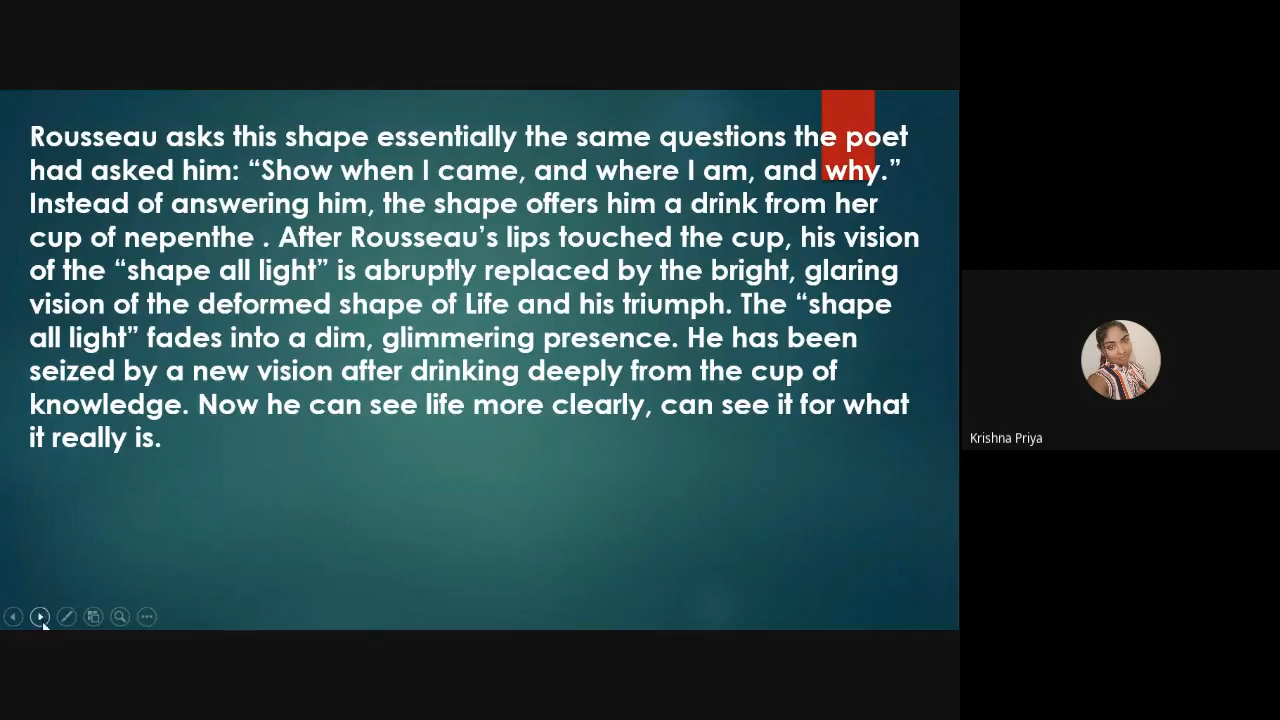 Rousseau asks this shape essentially the same questions the poet
had asked him: “Show when I came, and where I am, and why.”
Instead of answering him, the shape offers him a drink from her
cup of nepenthe . After Rousseau’s lips touched the cup, his vision
of the “shape all light” is abruptly replaced by the bright, glaring
vision of the deformed shape of Life and his triumph. The “shape
all light” fades into a dim, glimmering presence. He has been
seized by a new vision after drinking deeply from the cup of
knowledge. Now he can see life more clearly, can see it for what
it really is.
Krishna Priya